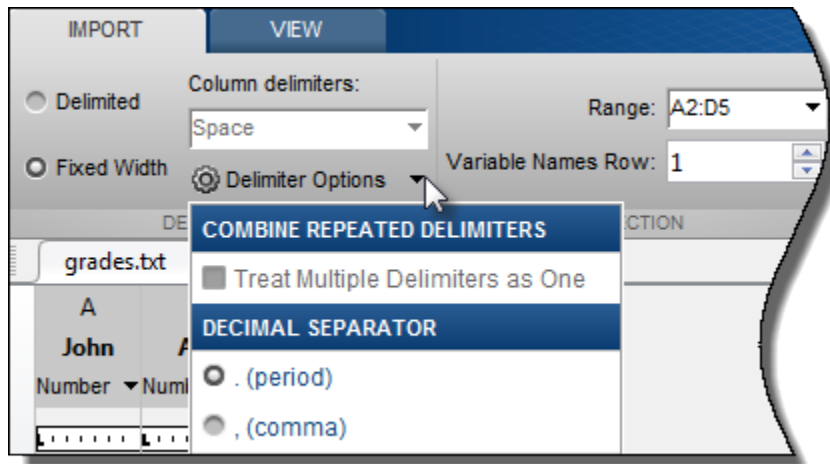 IMPORT VIEW
Column delimiters:
Delimited
Range: A2:D5
Space
Fixed Width
Variable Names Row: 1
Delimiter Options
COMBINE REPEATED DELIMITERS
grades.txt
Treat Multiple Delimiters as One
A
DECIMAL SEPARATOR
John
Number
. (period)
, (comma)